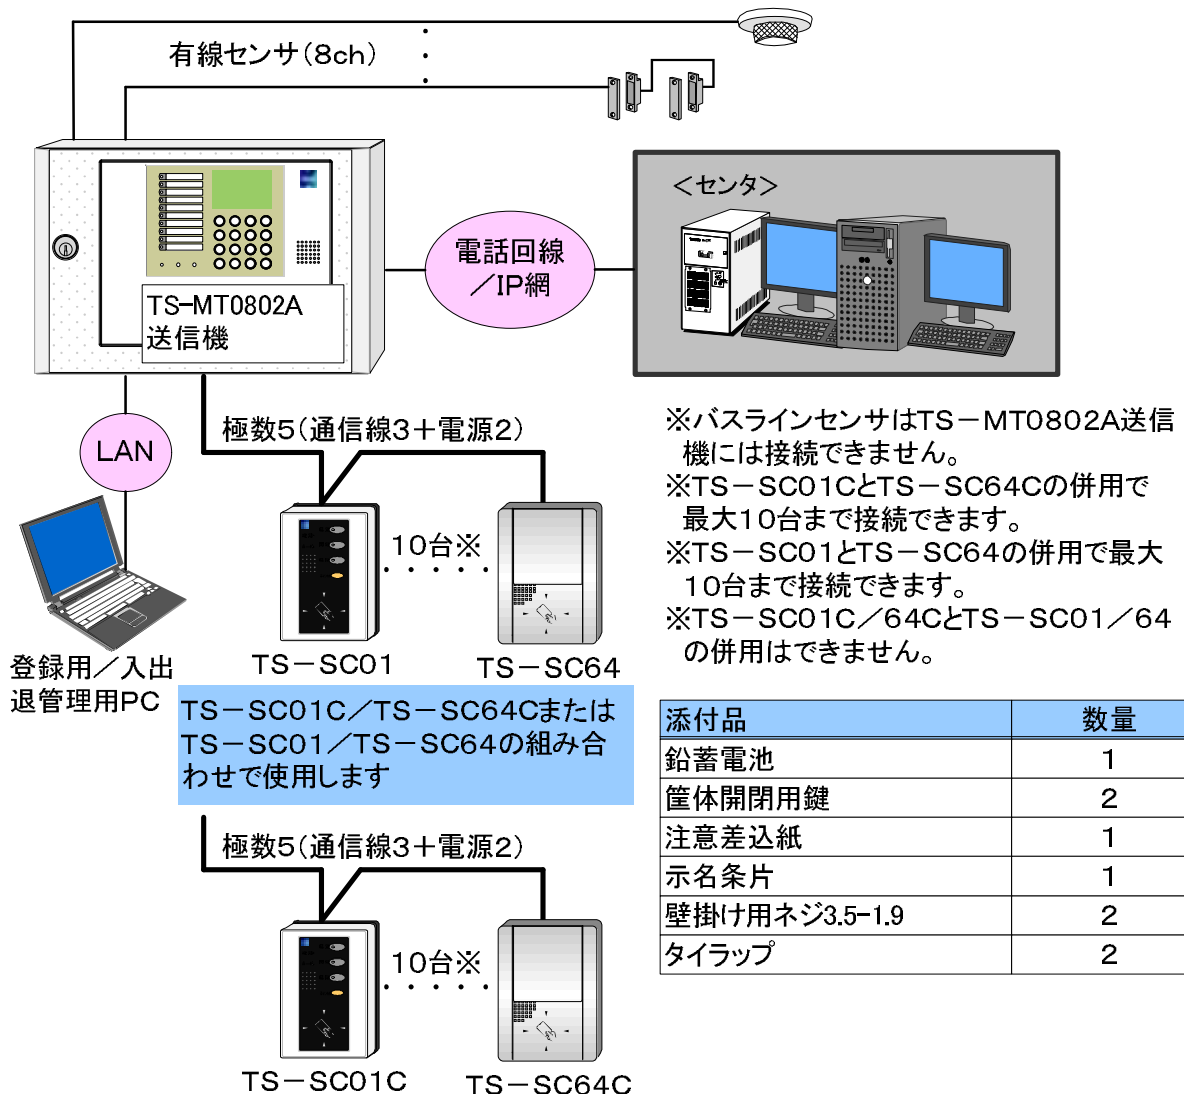 有線センサ(8ch)
<センタ>
電話回線
／IP網
TS-MT0802A
送信機
LAN
極数5(通信線3＋電源2)
10台※
登録用／入出
退管理用PC
TS－SC01
TS－SC64
TS－SC01C／TS－SC64Cまたは
TS－SC01／TS－SC64の組み合
わせで使用します
極数5(通信線3＋電源2)
10台※
TS－SC01C
TS－SC64C
※バスラインセンサはTS－MT0802A送信
機には接続できません。
※TS－SC01CとTS－SC64Cの併用で
最大10台まで接続できます。
※TS－SC01とTS－SC64の併用で最大
10台まで接続できます。
※TS－SC01C／64CとTS－SC01／64
の併用はできません。
添付品 数量
鉛蓄電池 1
筐体開閉用鍵 2
注意差込紙 1
示名条片 1
壁掛け用ネジ3.5-1.9 2
タイラップ 2